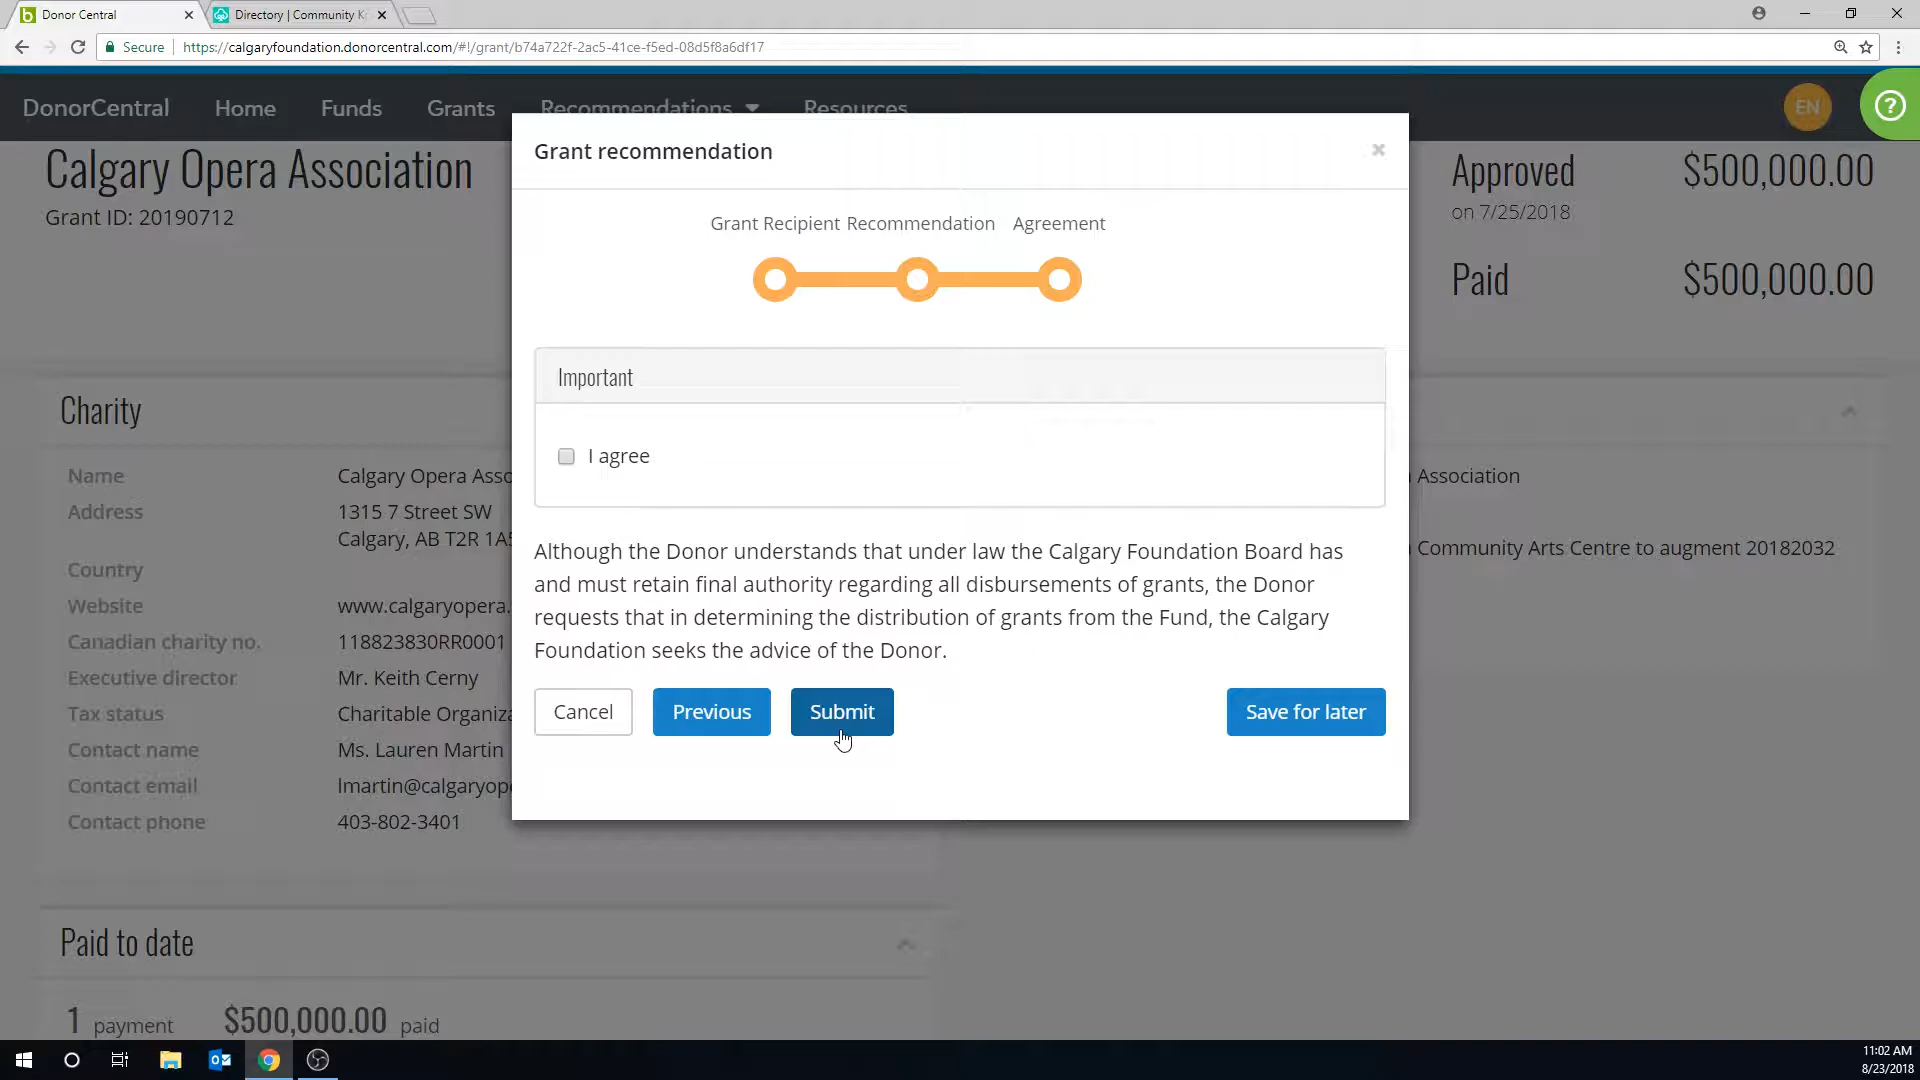 Donor Central
Directory | Community K
Secure
https://calgaryfoundation.donorcentral.com/#!/grant/b74a722f-2ac5-41ce-f5ed-08d5f8a6df17
DonorCentral Home Funds Grants Recommendations Resources EN
Calgary Opera Association
Grant ID: 20190712
Approved $500,000.00
on 7/25/2018
Paid $500,000.00
Grant recommendation
Grant Recipient Recommendation Agreement
Important
I agree
Although the Donor understands that under law the Calgary Foundation Board has
and must retain final authority regarding all disbursements of grants, the Donor
requests that in determining the distribution of grants from the Fund, the Calgary
Foundation seeks the advice of the Donor.
Cancel Previous Submit Save for later
Charity
Name Calgary Opera Asso
Address 1315 7 Street SW
Calgary, AB T2R 1A5
Country
Website www.calgaryopera.
Canadian charity no. 118823830RR0001
Executive director Mr. Keith Cerny
Tax status Charitable Organiza
Contact name Ms. Lauren Martin
Contact email lmartin@calgaryope
Contact phone 403-802-3401
Association
Community Arts Centre to augment 20182032
Paid to date
1 payment $500,000.00 paid
11:02 AM
8/23/2018